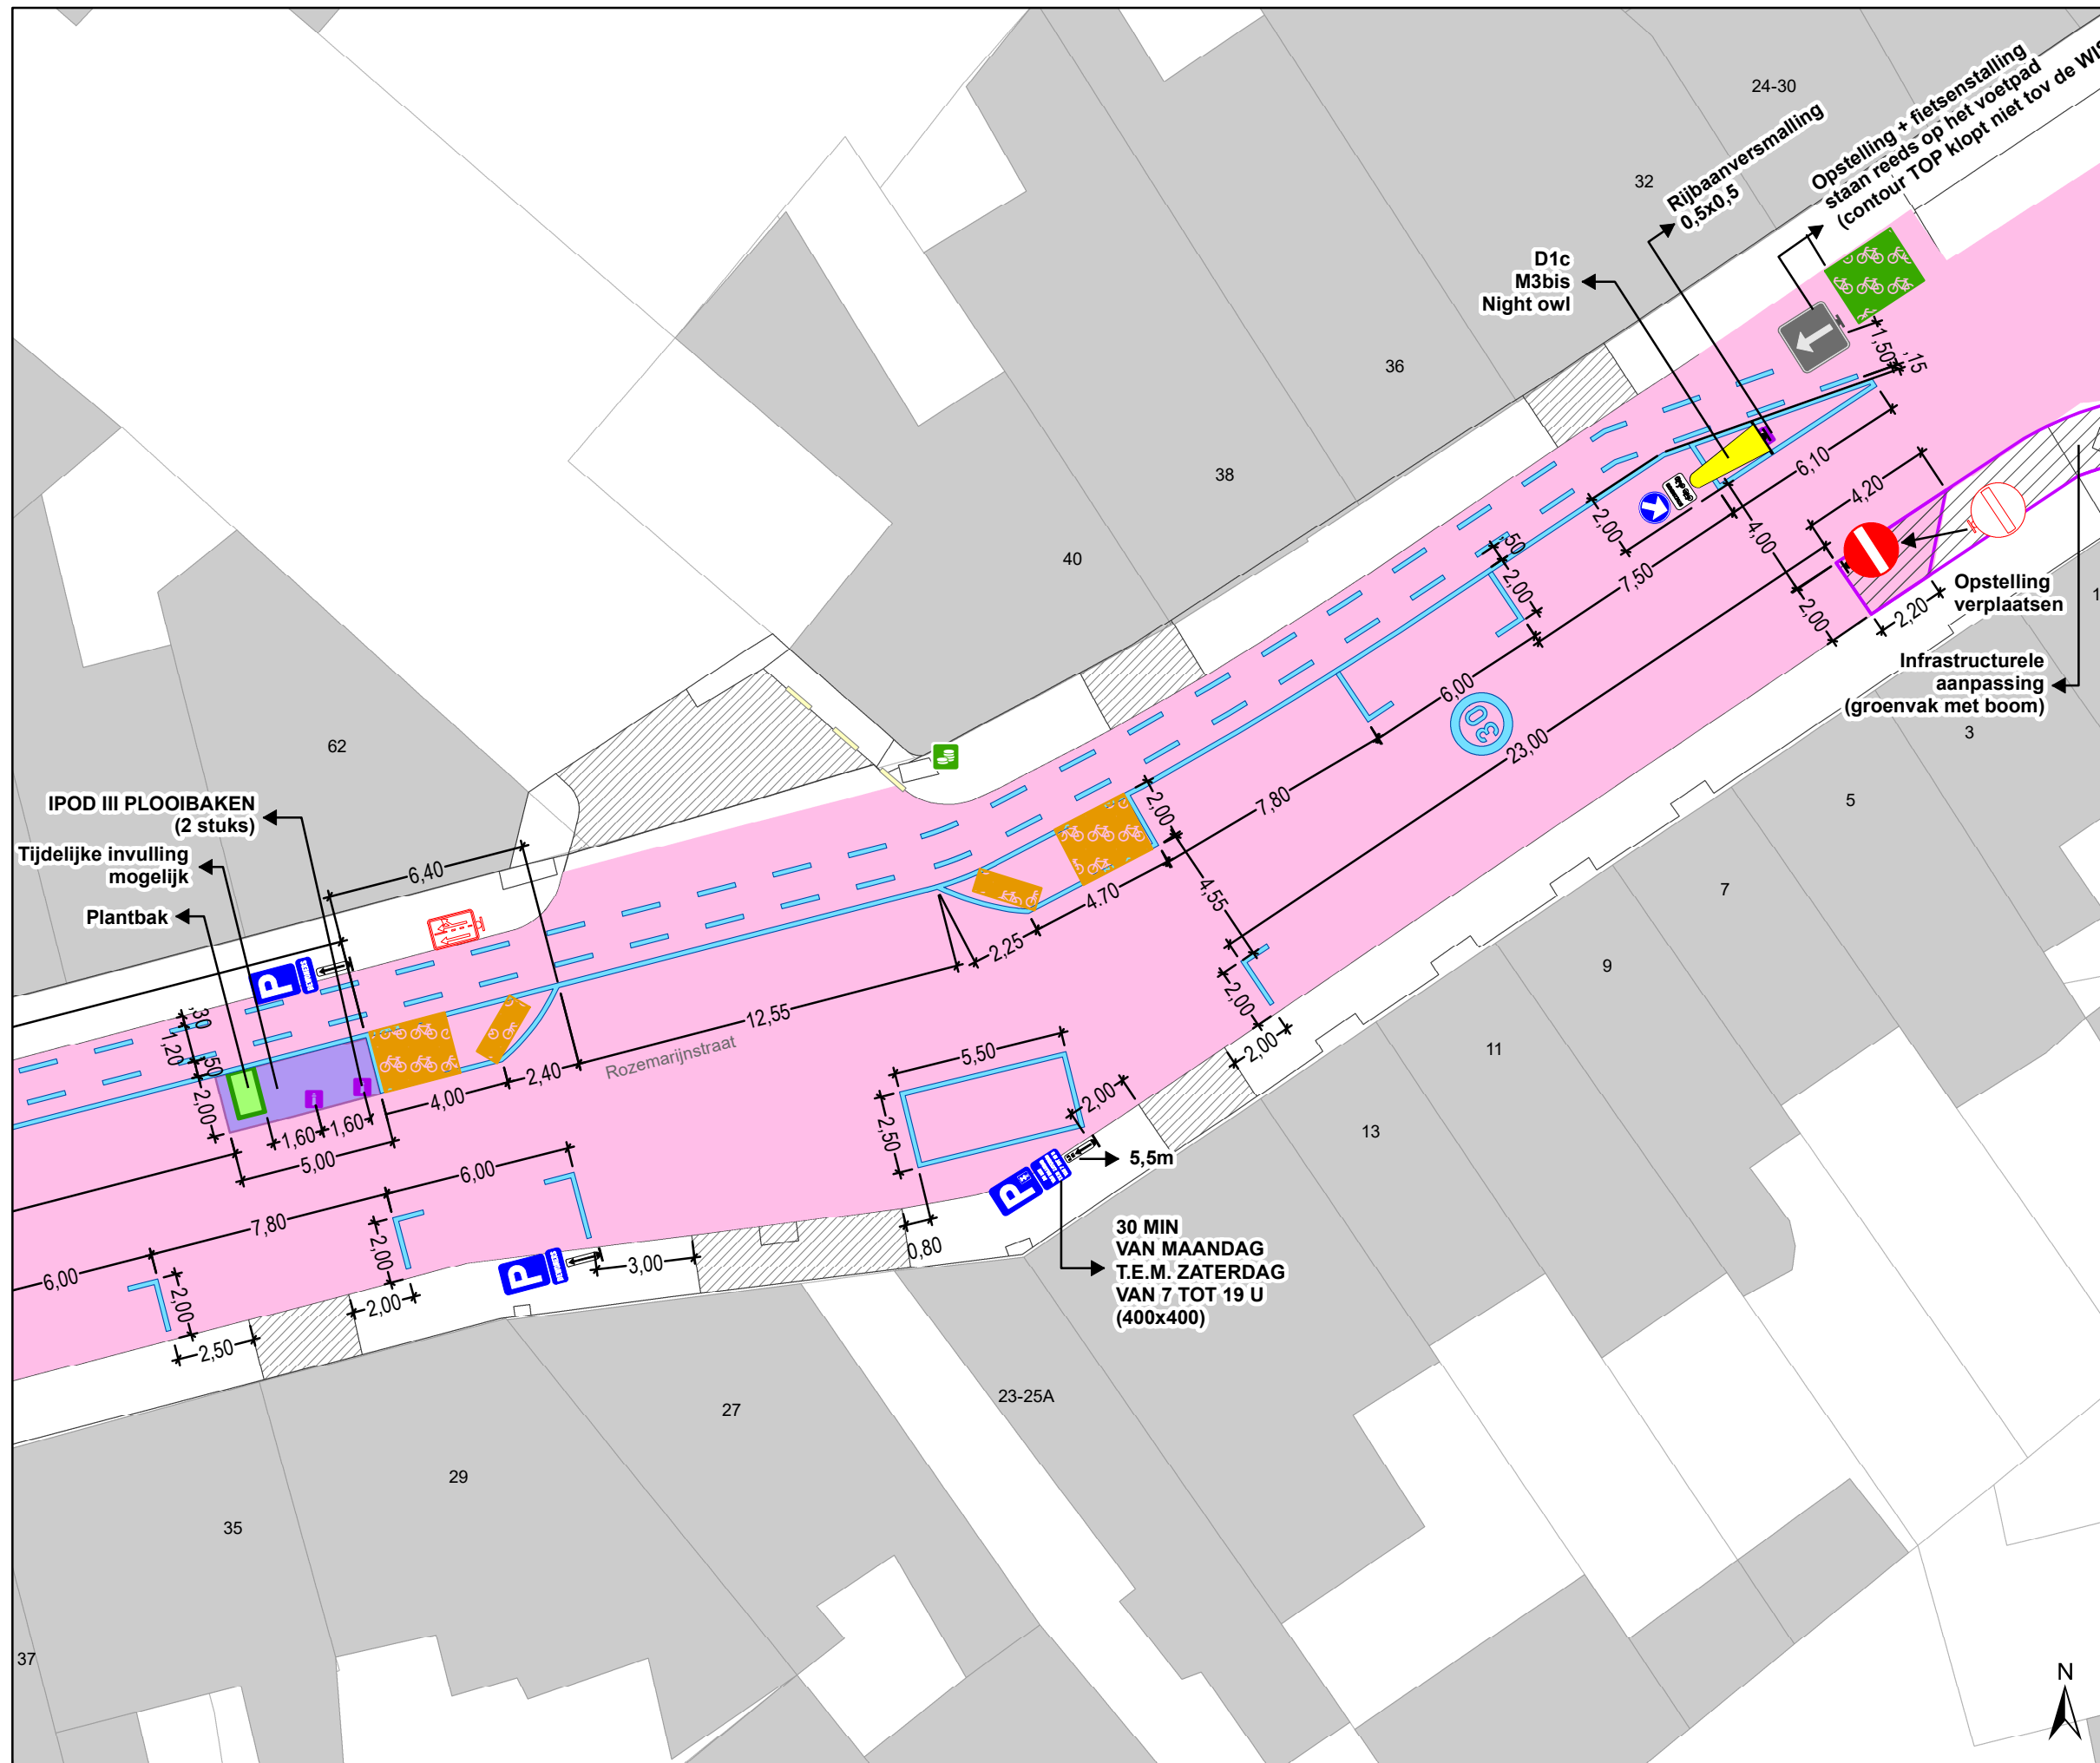 24-30
32
Rijbaanversmalling
0,5x0,5
Opstelling + fietsenstalling
staan reeds op het voetpad
(contour TOP klopt niet tov de
D1c
M3bis
Night owl
36
38
40
1,50
,15
6,10
4,20
2,00
4,00
7,50
,50
2,00
2,00
2,20
Opstelling
verplaatsen
Infrastructurele
aanpassing
(groenvak met boom)
1
3
5
7
9
11
13
6,00
30
23,00
7,80
2,00
4,55
4.70
2,25
2,00
2,00
62
IPOD III PLOOIBAKEN
(2 stuks)
Tijdelijke invulling
mogelijk
Plantbak
6,40
P
,30
1,20
,50
2,00
1,60
1,60
5,00
4,00
2,40
12,55
Rozemarijnstraat
5,50
2,50
2,00
5,5m
P
30 MIN
VAN MAANDAG
T.E.M. ZATERDAG
VAN 7 TOT 19 U
(400x400)
0,80
6,00
7,80
2,00
6,00
2,00
2,00
2,50
P
3,00
23-25A
27
29
35
37
N